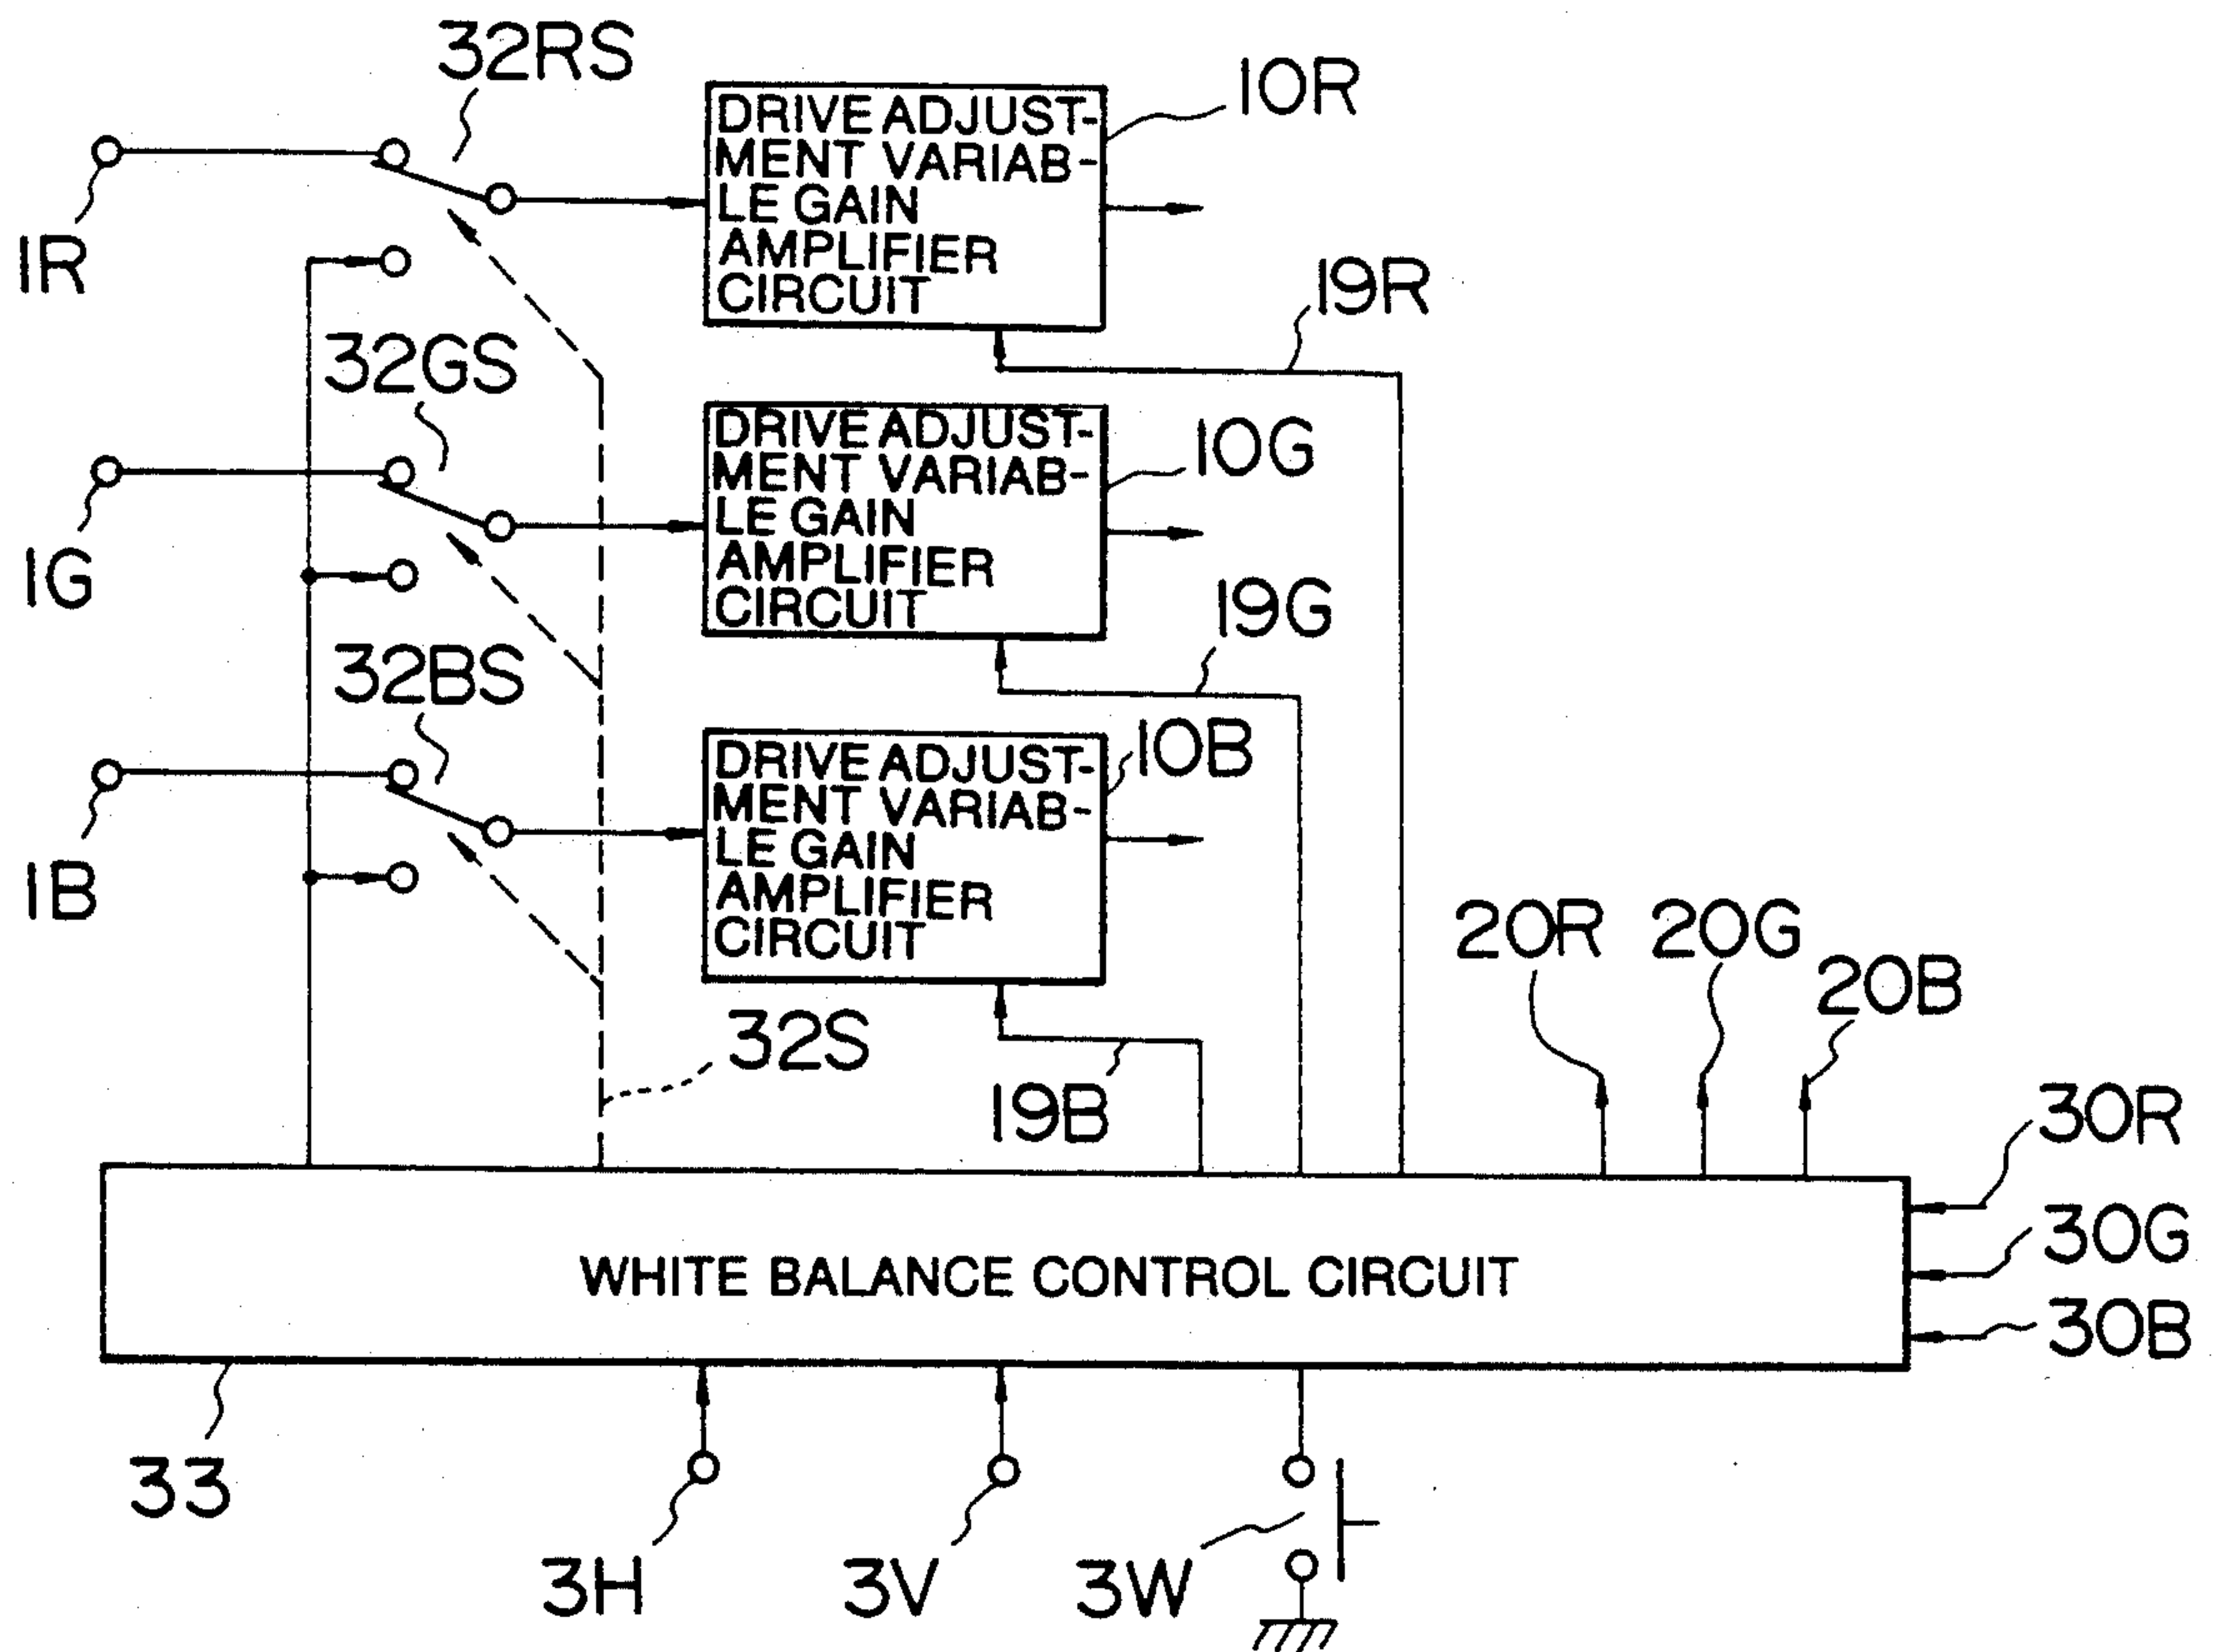 32RS
10R
DRIVE ADJUST-
MENT VARIAB-
LE GAIN
AMPLIFIER
CIRCUIT
1R
19R
32GS
DRIVE ADJUST-
MENT VARIAB-
LE GAIN
AMPLIFIER
CIRCUIT
10G
1G
19G
32BS
DRIVE ADJUST-
MENT VARIAB-
LE GAIN
AMPLIFIER
CIRCUIT
10B
1B
20R
20G
20B
32S
19B
30R
30G
30B
WHITE BALANCE CONTROL CIRCUIT
33
3H
3V
3W